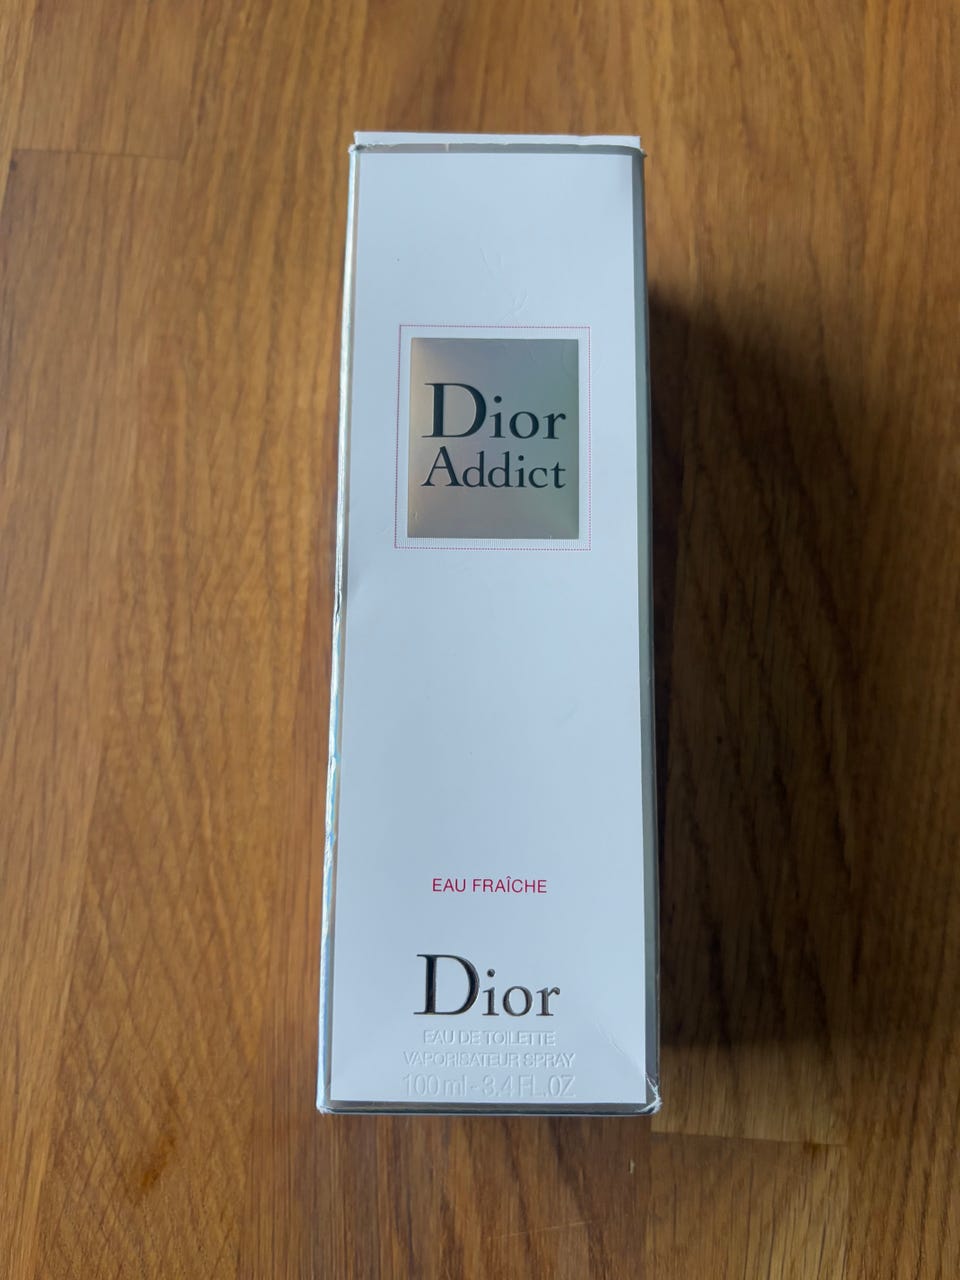 Dior
Addict
EAU FRAÎCHE
Dior
EAU DE TOILETTE
VAPORISATEUR SPRAY
100 ml - 3.4 FL.OZ